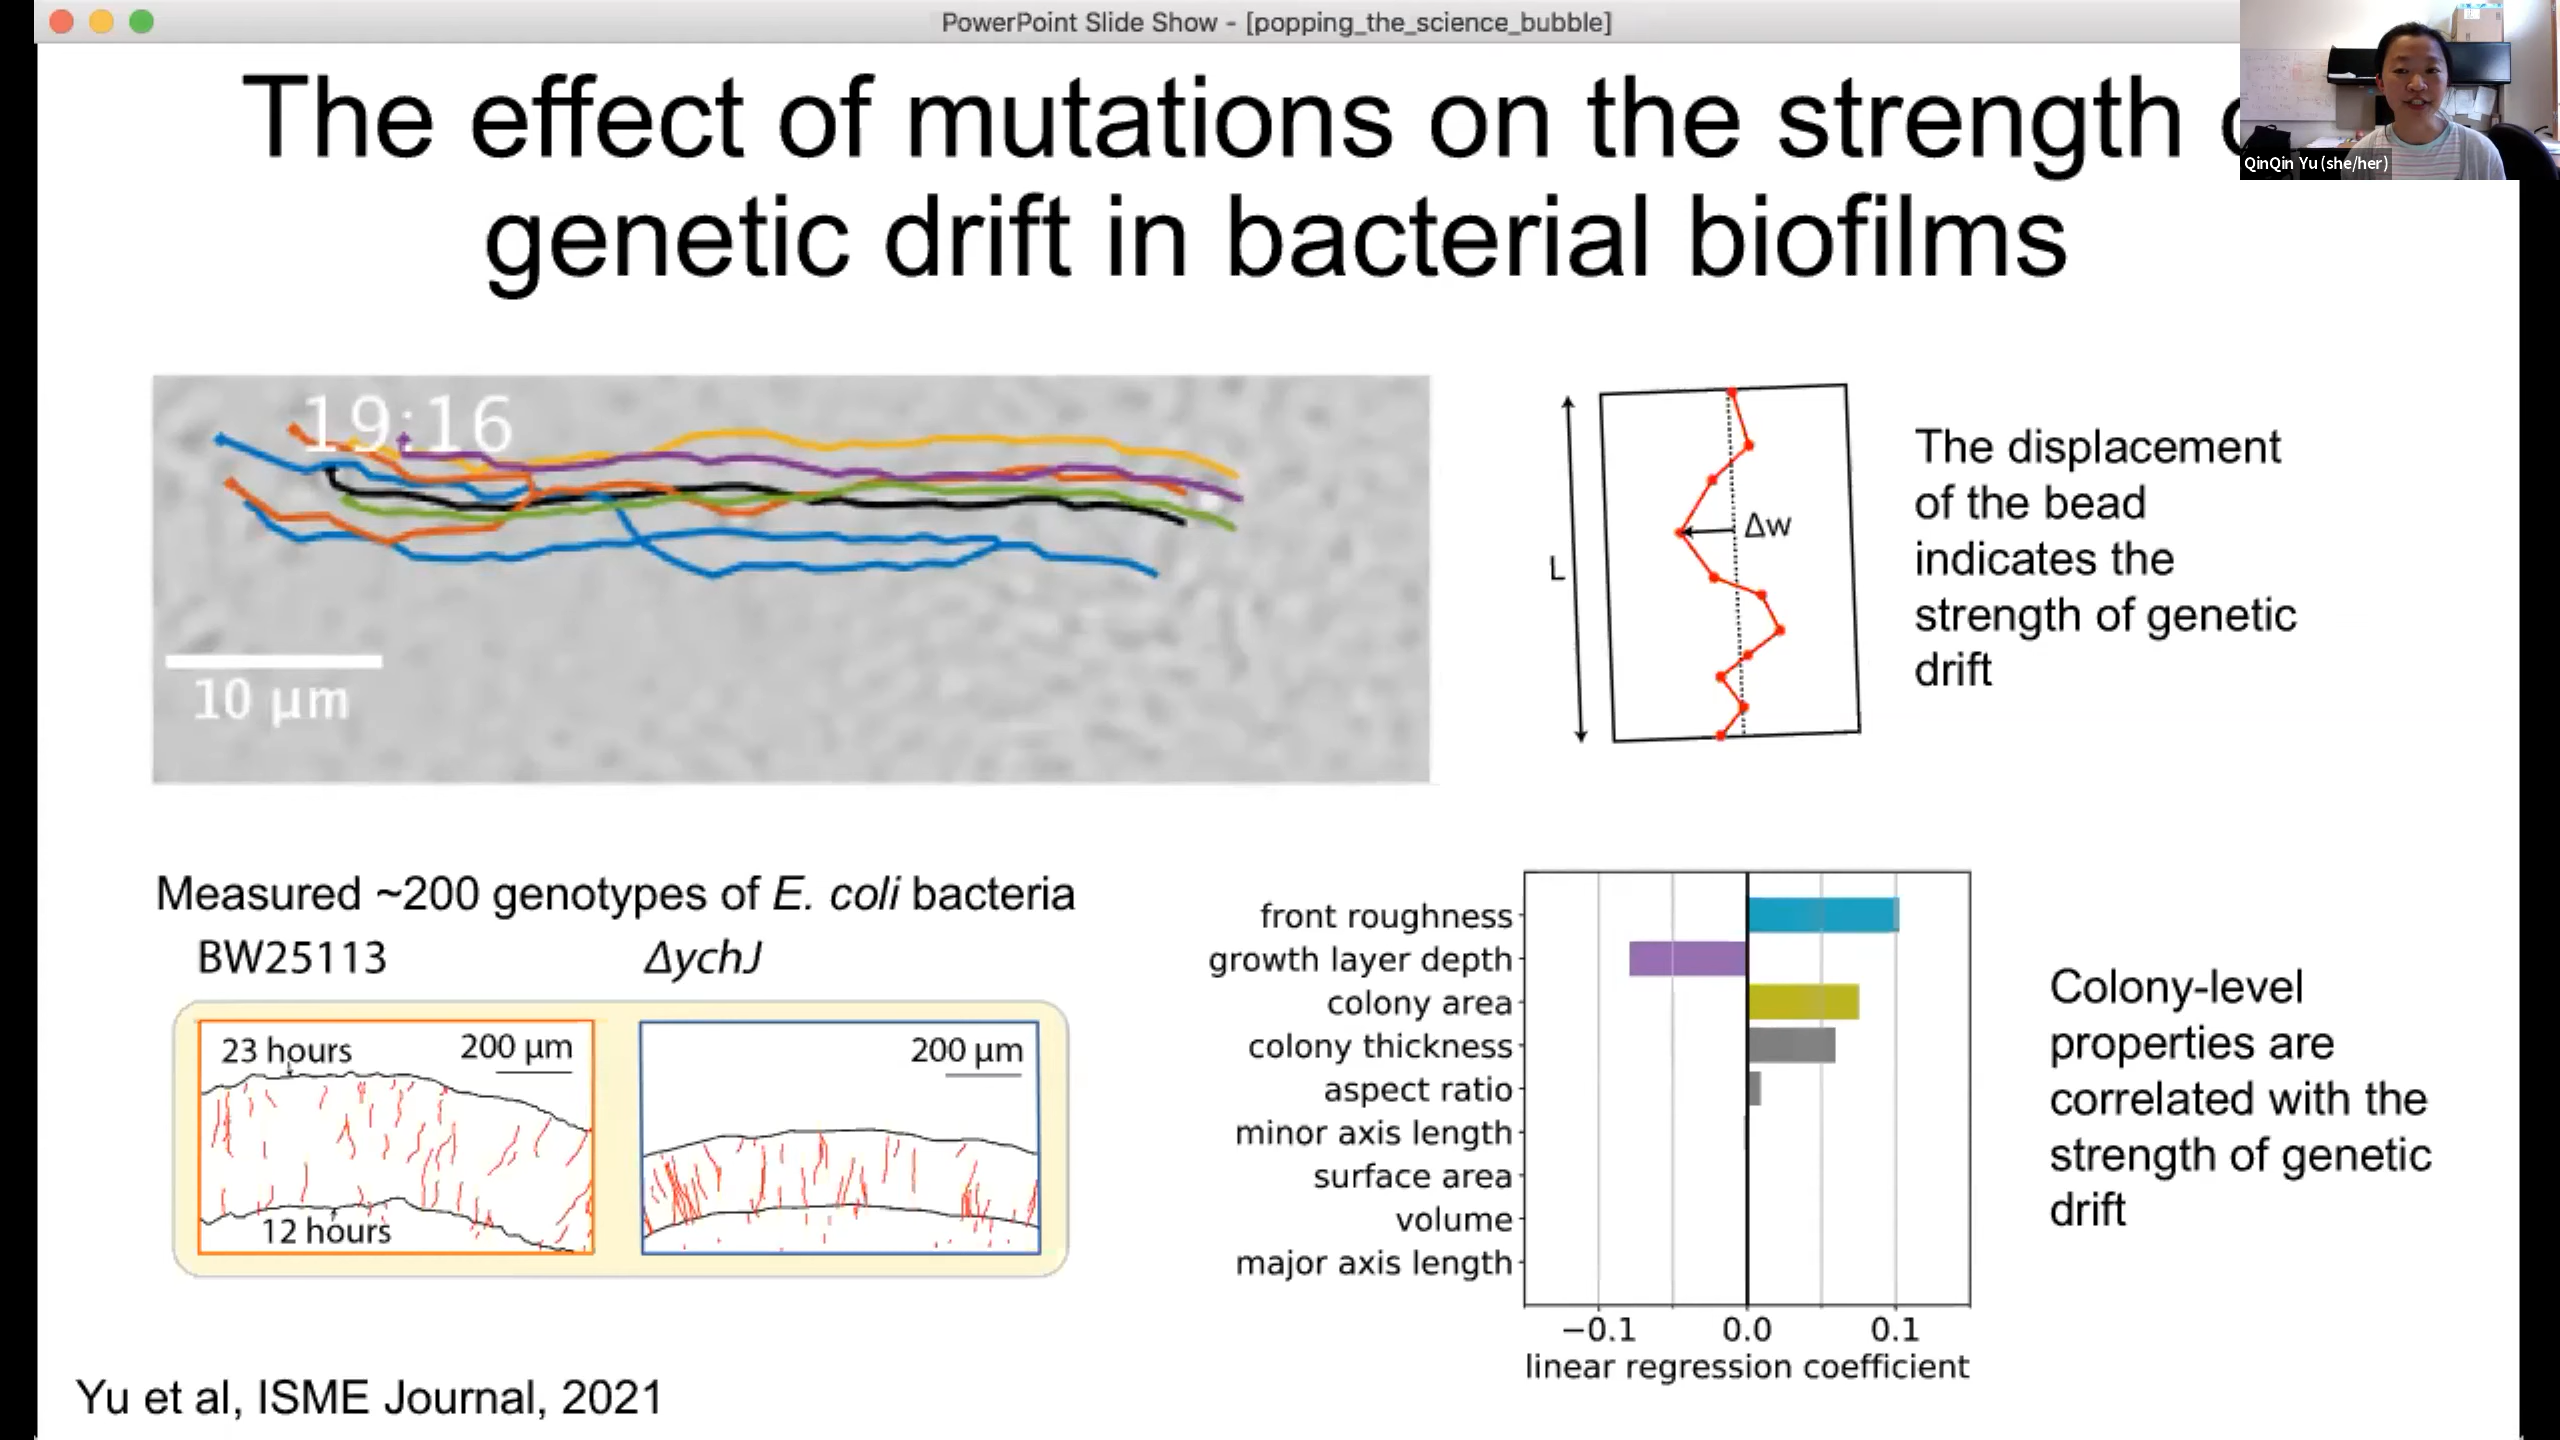 PowerPoint Slide Show - [popping_the_science_bubble]
The effect of mutations on the strength
genetic drift in bacterial biofilms
QinQin Yu (she/her)
19:16
10 µm
L
Δw
The displacement
of the bead
indicates the
strength of genetic
drift
Measured ~200 genotypes of E. coli bacteria
BW25113
ΔychJ
23 hours
200 µm
12 hours
200 µm
front roughness
growth layer depth
colony area
colony thickness
aspect ratio
minor axis length
surface area
volume
major axis length
−0.1 0.0 0.1
linear regression coefficient
Colony-level
properties are
correlated with the
strength of genetic
drift
Yu et al, ISME Journal, 2021